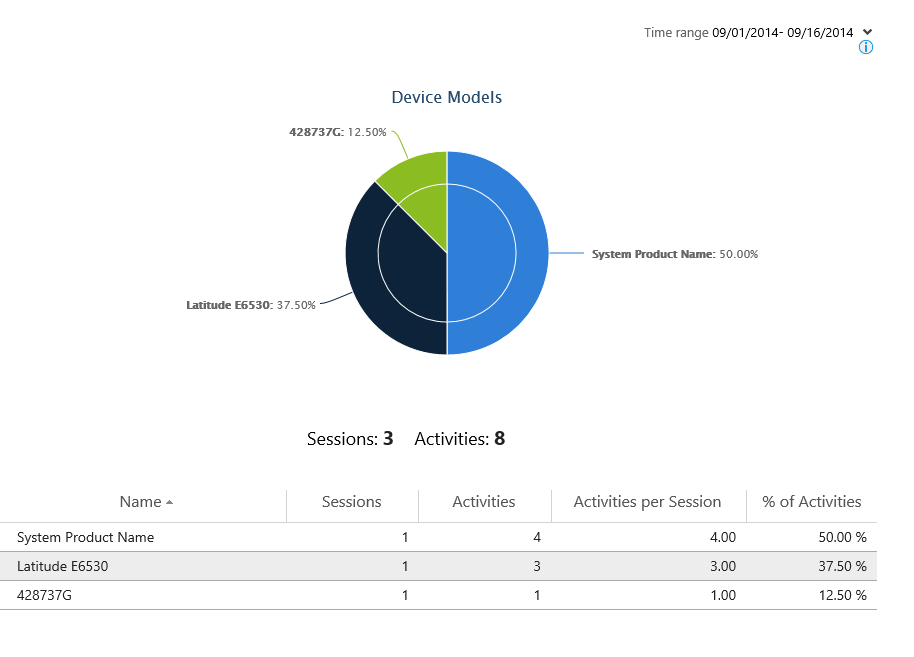 Time range 09/01/2014- 09/16/2014
Device Models
428737G: 12.50%
System Product Name: 50.00%
Latitude E6530: 37.50%
Sessions: 3 Activities: 8
Name Sessions Activities Activities per Session % of Activities
System Product Name 1 4 4.00 50.00 %
Latitude E6530 1 3 3.00 37.50 %
428737G 1 1 1.00 12.50 %